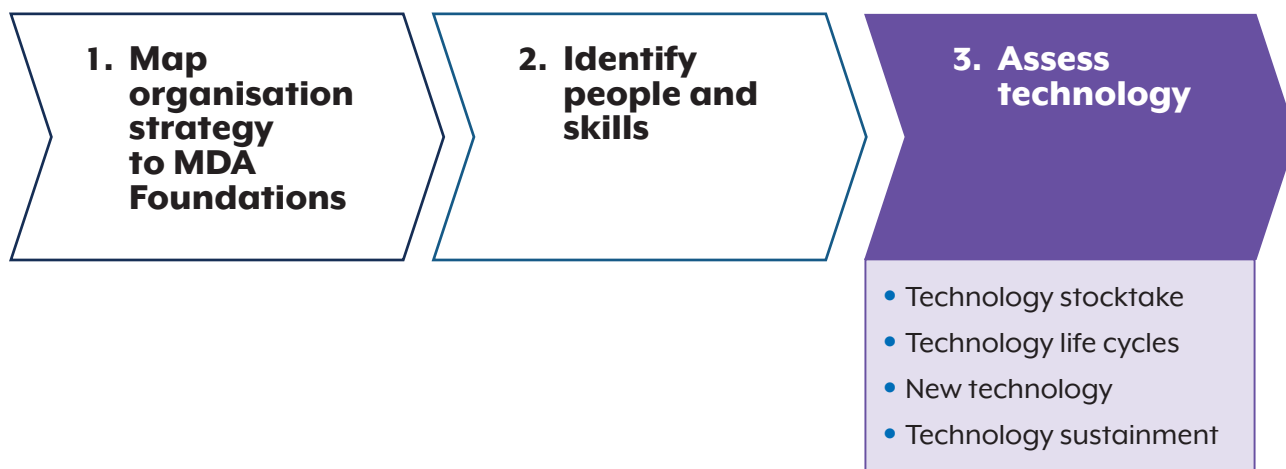 1. Map
organisation
strategy
to MDA
Foundations
2. Identify
people and
skills
3. Assess
technology
• Technology stocktake
• Technology life cycles
• New technology
• Technology sustainment